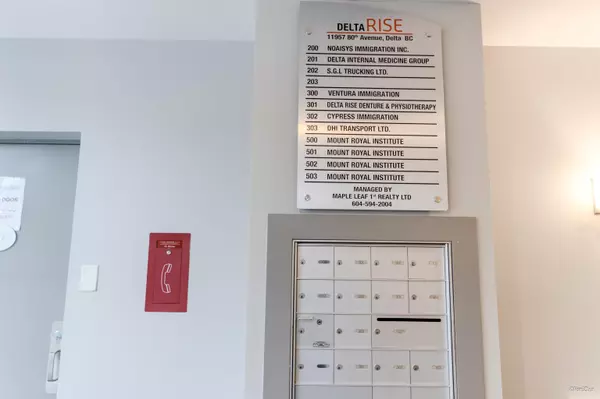 DELTARISE
11957 80th Avenue, Delta BC
200 NQAISYS IMMIGRATION INC.
201 DELTA INTERNAL MEDICINE GROUP
202 S.G.L TRUCKING LTD.
203
300 VENTURA IMMIGRATION
301 DELTA RISE DENTURE & PHYSIOTHERAPY
302 CYPRESS IMMIGRATION
303 DHI TRANSPORT LTD.
500 MOUNT ROYAL INSTITUTE
501 MOUNT ROYAL INSTITUTE
502 MOUNT ROYAL INSTITUTE
503 MOUNT ROYAL INSTITUTE
MANAGED BY
MAPLE LEAF 1st REALTY LTD
604-594-2004